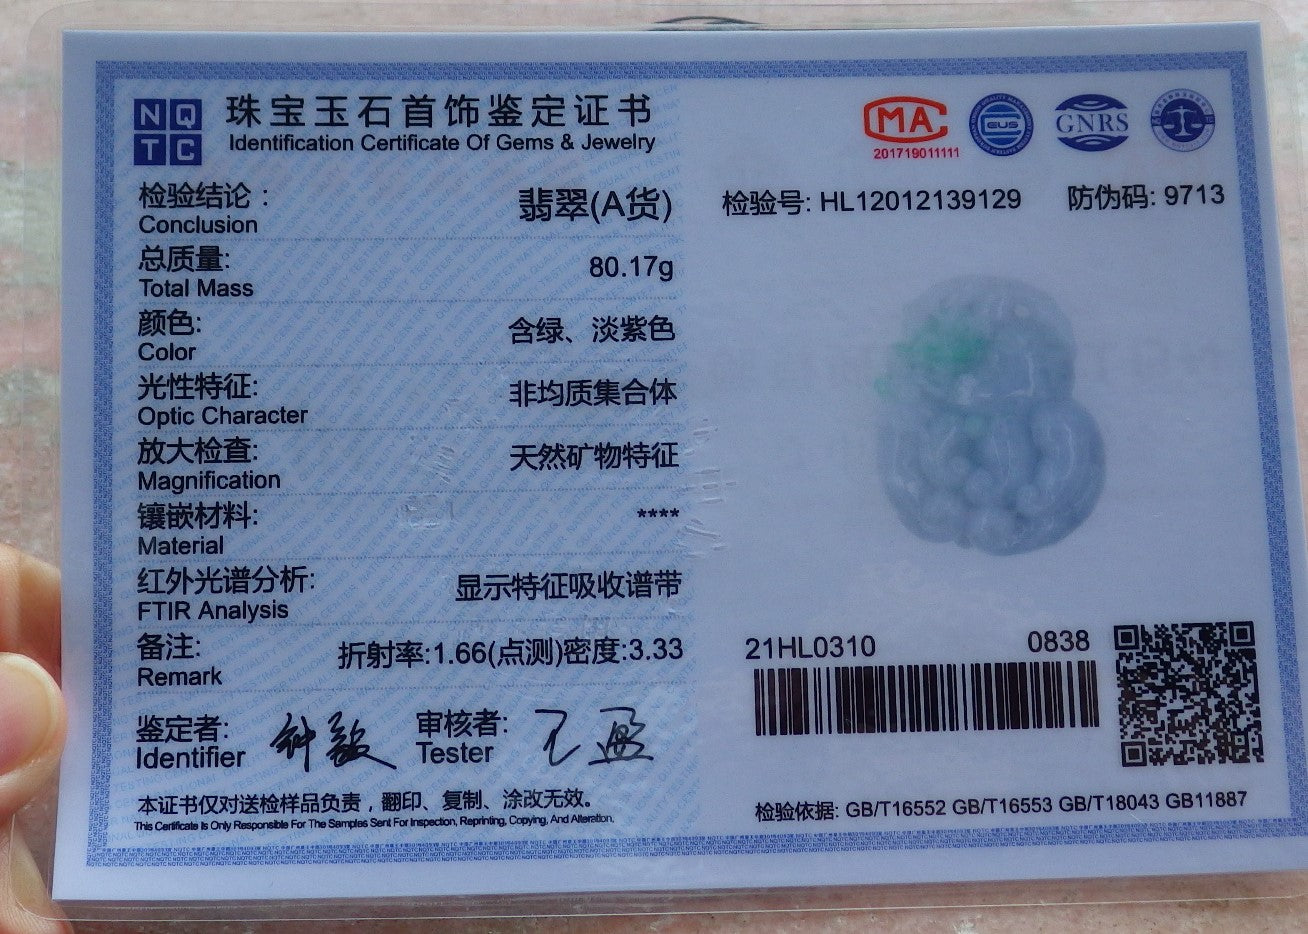 NQTC
珠宝玉石首饰鉴定证书
Identification Certificate Of Gems & Jewelry
MA
201719011111
GNRS
检验结论： 翡翠(A货)
Conclusion
检验号: HL12012139129 防伪码: 9713
总质量: 80.17g
Total Mass
颜色: 含绿、淡紫色
Color
光性特征: 非均质集合体
Optic Character
放大检查: 天然矿物特征
Magnification
镶嵌材料: ****
Material
红外光谱分析: 显示特征吸收谱带
FTIR Analysis
备注: 折射率:1.66(点测)密度:3.33
Remark
21HL0310 0838
鉴定者: 审核者:
Identifier Tester
本证书仅对送检样品负责，翻印、复制、涂改无效。
This Certificate Is Only Responsible For The Samples Sent For Inspection, Reprinting, Copying, And Alteration.
检验依据: GB/T16552 GB/T16553 GB/T18043 GB11887